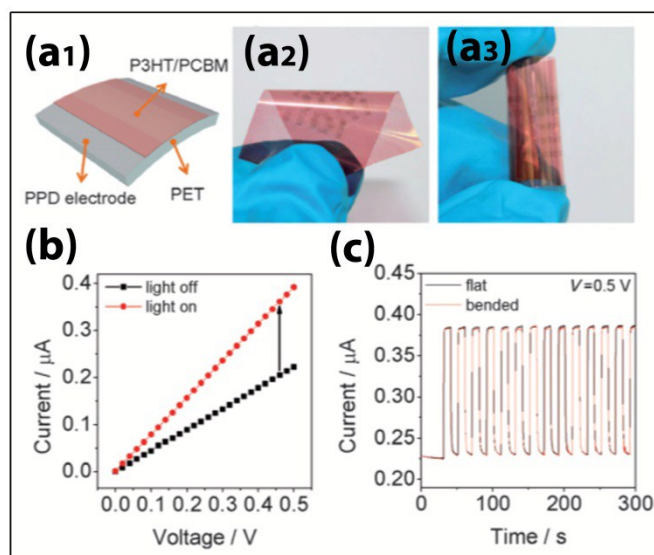 (a1)
P3HT/PCBM
PPD electrode
PET
(a2)
(a3)
(b)
light off
light on
0.4
0.3
0.2
0.1
0.0
Current / µA
0.0 0.1 0.2 0.3 0.4 0.5
Voltage / V
(c)
flat
V=0.5 V
bended
0.45
0.40
0.35
0.30
0.25
0.20
Current / µA
0 100 200 300
Time / s